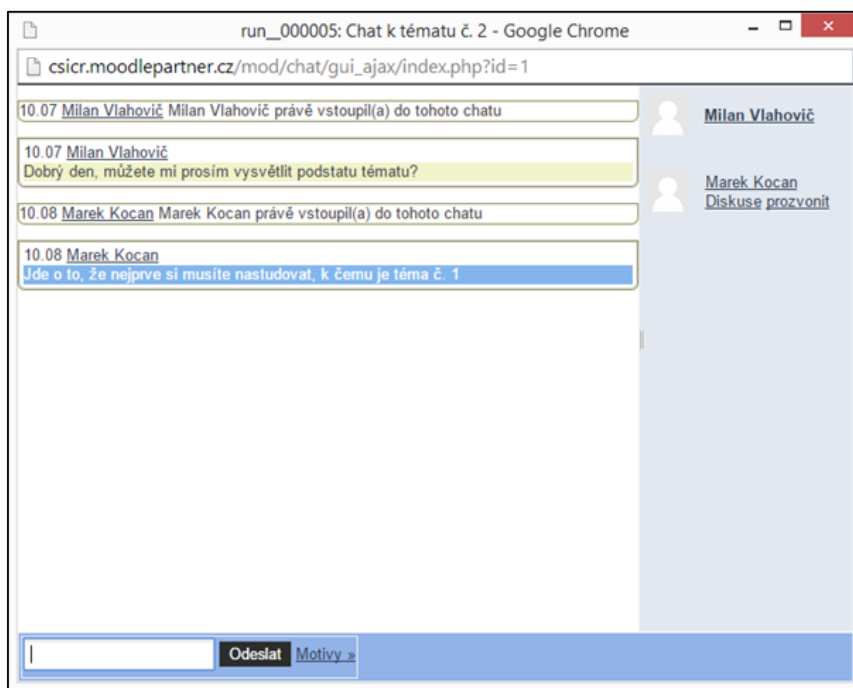 run__000005: Chat k tématu č. 2 - Google Chrome
csicr.moodlepartner.cz/mod/chat/gui_ajax/index.php?id=1
10.07 Milan Vlahovič Milan Vlahovič právě vstoupil(a) do tohoto chatu
10.07 Milan Vlahovič
Dobrý den, můžete mi prosím vysvětlit podstatu tématu?
10.08 Marek Kocan Marek Kocan právě vstoupil(a) do tohoto chatu
10.08 Marek Kocan
Jde o to, že nejprve si musíte nastudovat, k čemu je téma č. 1
Milan Vlahovič
Marek Kocan
Diskuse prozvonit
Odeslat Motivy »